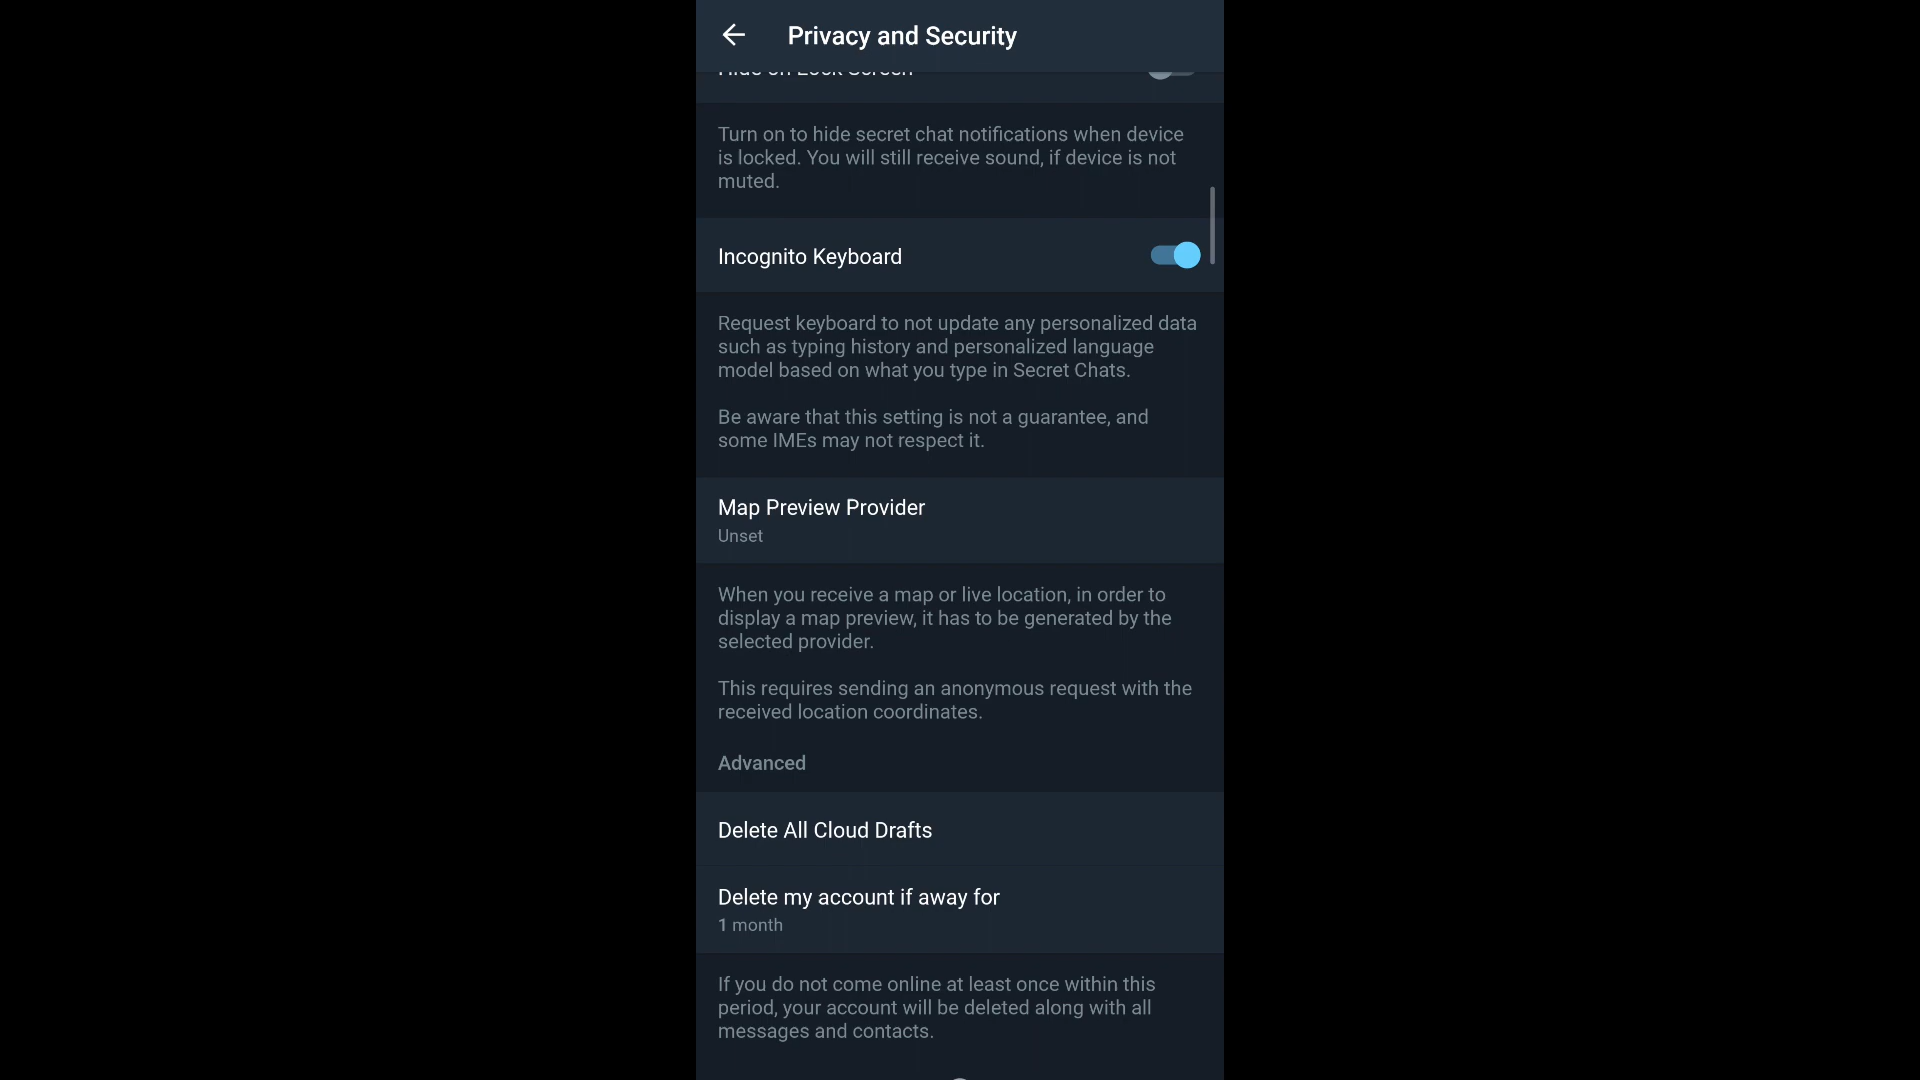 Privacy and Security
Hide on Lock Screen
Turn on to hide secret chat notifications when device
is locked. You will still receive sound, if device is not
muted.
Incognito Keyboard
Request keyboard to not update any personalized data
such as typing history and personalized language
model based on what you type in Secret Chats.
Be aware that this setting is not a guarantee, and
some IMEs may not respect it.
Map Preview Provider
Unset
When you receive a map or live location, in order to
display a map preview, it has to be generated by the
selected provider.
This requires sending an anonymous request with the
received location coordinates.
Advanced
Delete All Cloud Drafts
Delete my account if away for
1 month
If you do not come online at least once within this
period, your account will be deleted along with all
messages and contacts.